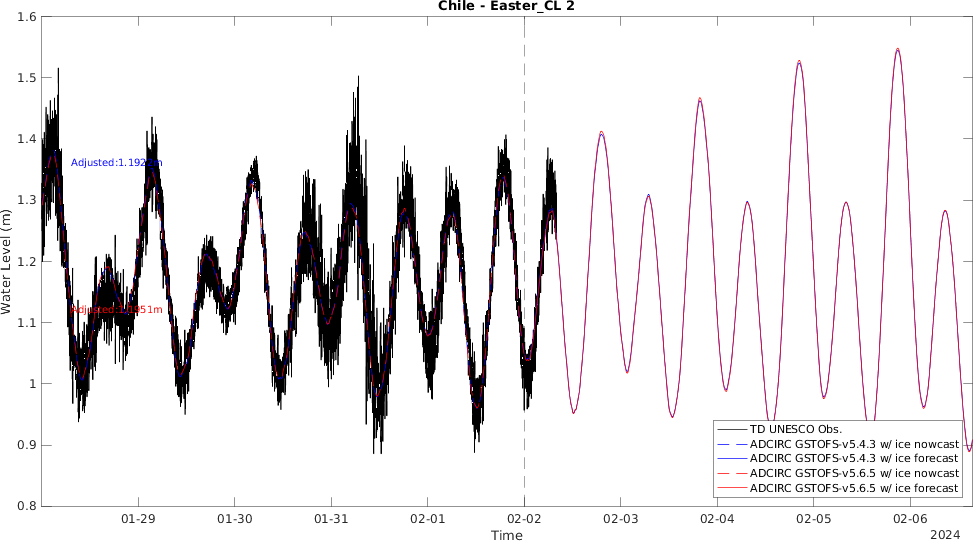 Chile - Easter_CL 2
Water Level (m)
1.6
1.5
1.4
1.3
1.2
1.1
1
0.9
0.8
Adjusted:1.192
TD UNESCO Obs.
ADCIRC GSTOFS-v5.4.3 w/ ice nowcast
ADCIRC GSTOFS-v5.4.3 w/ ice forecast
ADCIRC GSTOFS-v5.6.5 w/ ice nowcast
ADCIRC GSTOFS-v5.6.5 w/ ice forecast
01-29 01-30 01-31 02-01 02-02 02-03 02-04 02-05 02-06
Time
2024